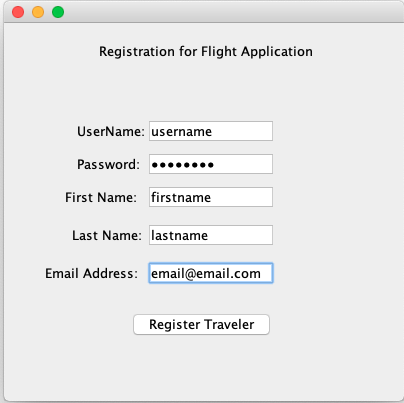 Registration for Flight Application
UserName: username
Password: ●●●●●●●●
First Name: firstname
Last Name: lastname
Email Address: email@email.com
Register Traveler